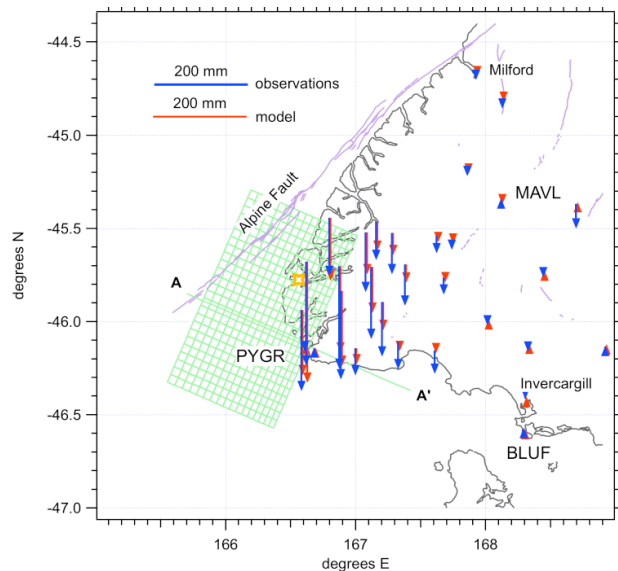 -44.5
200 mm
Milford
observations
200 mm
-45.0
model
Alpine Fault
MAVL
-45.5
degrees N
A
-46.0
PYGR
A'
Invercargill
-46.5
BLUF
-47.0
166
167
168
degrees E